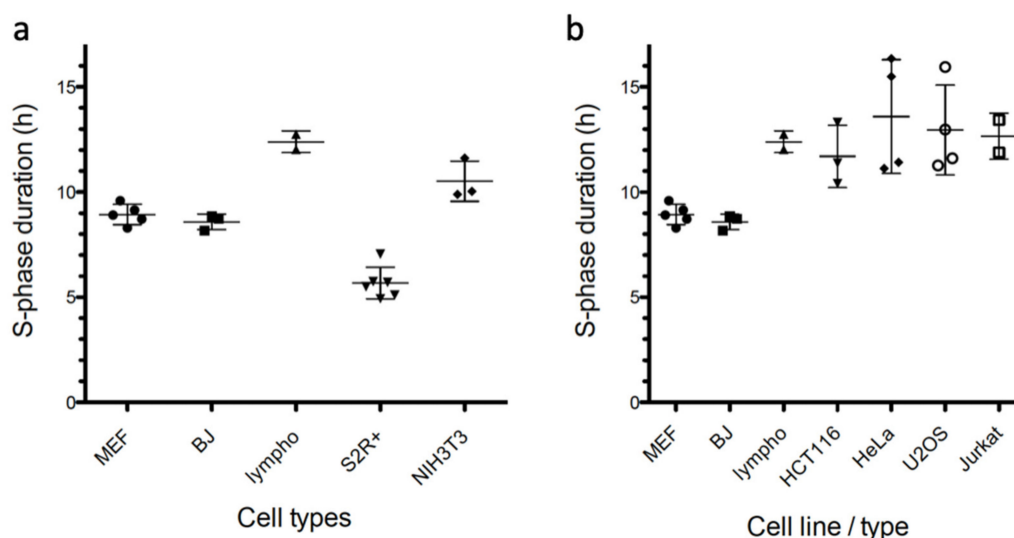 a
S-phase duration (h)
15
10
5
0
MEF
BJ
lympho
S2R+
NIH3T3
Cell types
b
S-phase duration (h)
15
10
5
0
MEF
BJ
lympho
HCT116
HeLa
U2OS
Jurkat
Cell line / type